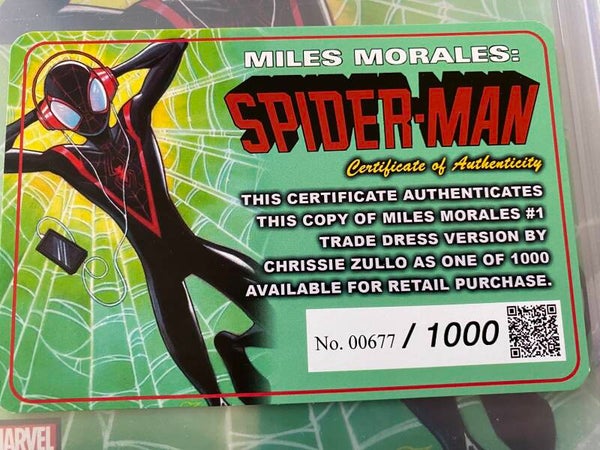 MILES MORALES:
SPIDER-MAN
Certificate of Authenticity
THIS CERTIFICATE AUTHENTICATES
THIS COPY OF MILES MORALES #1
TRADE DRESS VERSION BY
CHRISSIE ZULLO AS ONE OF 1000
AVAILABLE FOR RETAIL PURCHASE.
No. 00677 / 1000
MARVEL